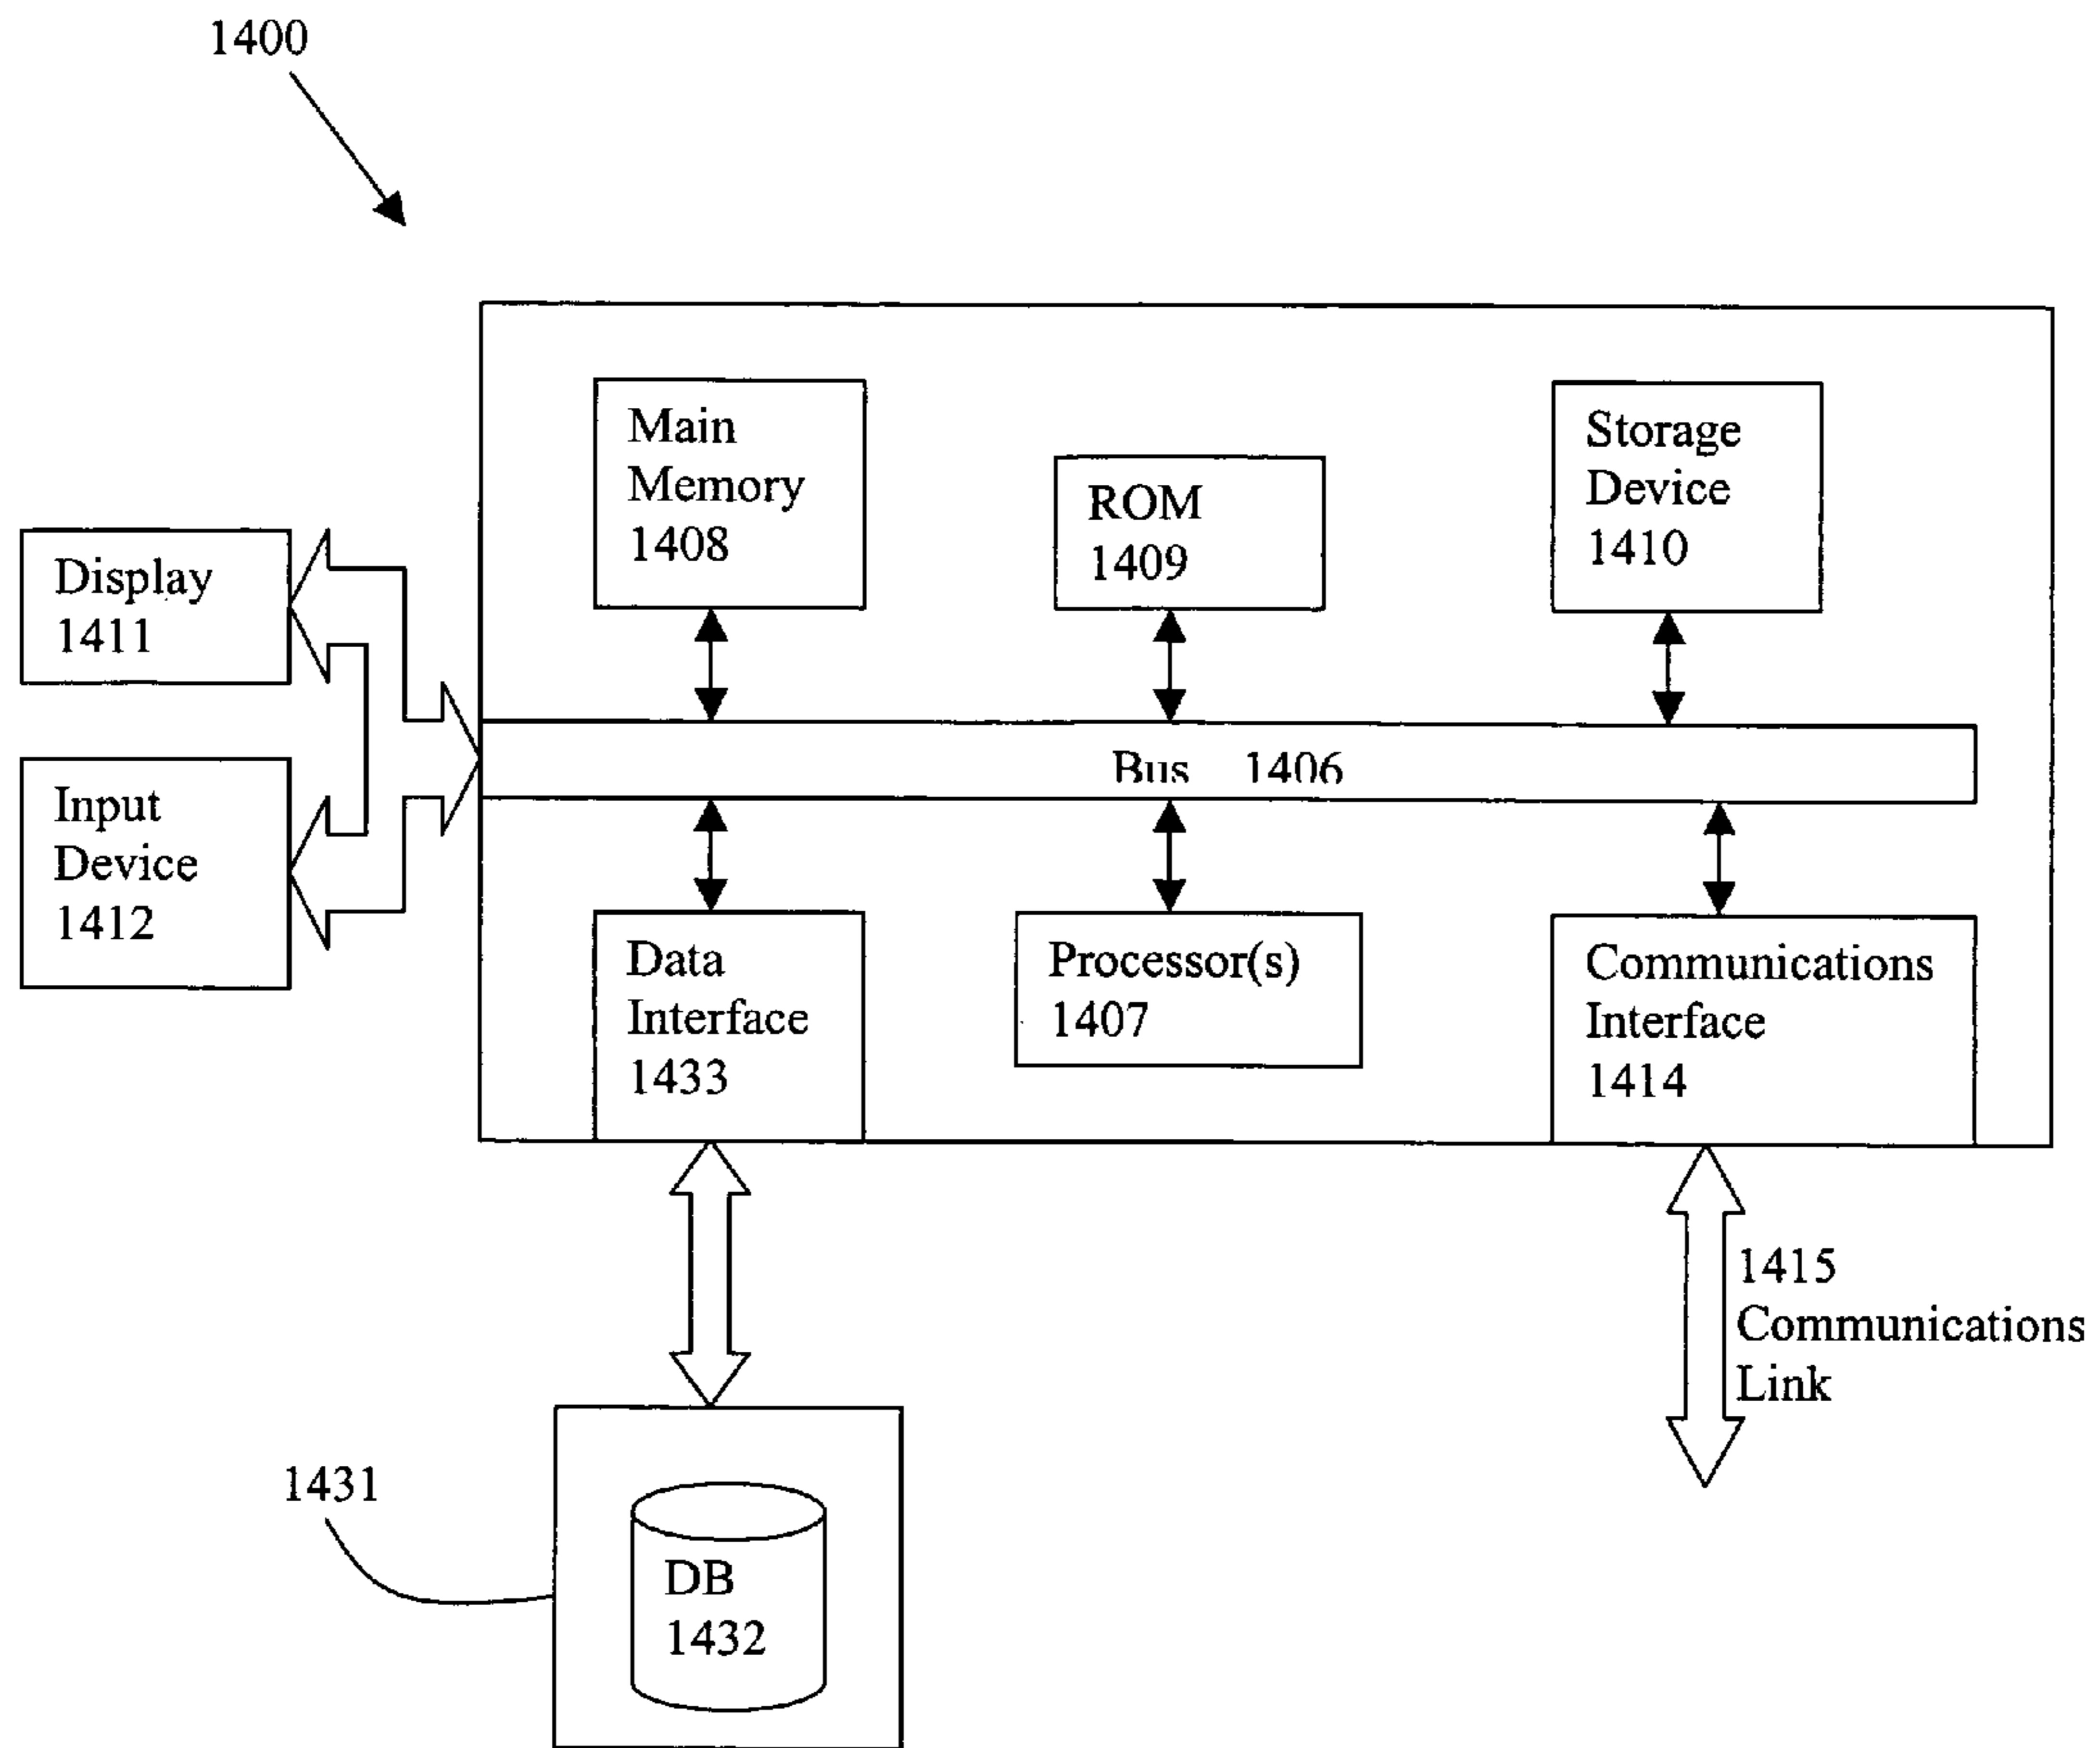 1400
Main
Memory
1408
ROM
1409
Storage
Device
1410
Display
1411
Bus 1406
Input
Device
1412
Data
Interface
1433
Processor(s)
1407
Communications
Interface
1414
1415
Communications
Link
1431
DB
1432